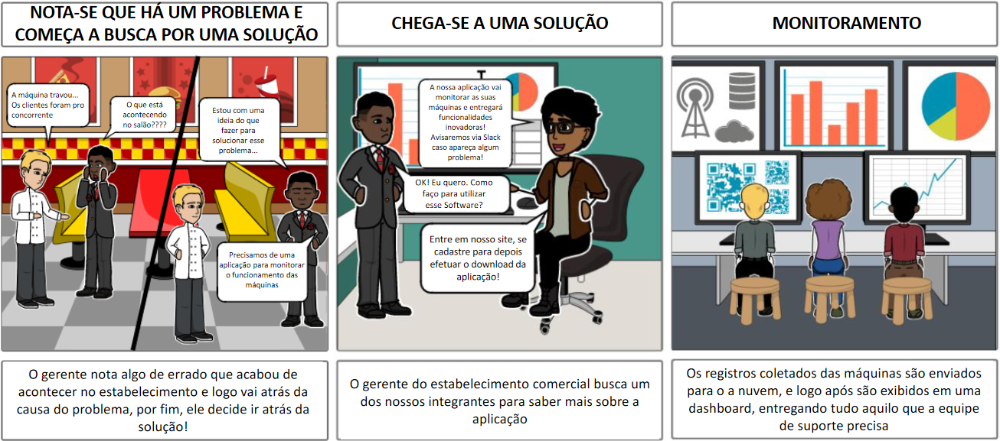 NOTA-SE QUE HÁ UM PROBLEMA E
COMEÇA A BUSCA POR UMA SOLUÇÃO
A máquina travou...
Os clientes foram pro
concorrente
O que está
acontecendo
no salão????
Estou com uma
ideia do que
fazer para
solucionar esse
problema...
Precisamos de uma
aplicação para monitorar
o funcionamento das
máquinas
O gerente nota algo de errado que acabou de
acontecer no estabelecimento e logo vai atrás da
causa do problema, por fim, ele decide ir atrás da
solução!
CHEGA-SE A UMA SOLUÇÃO
T
A nossa aplicação vai
monitorar as suas
máquinas e entregará
funcionalidades
inovadoras!
Avisaremos via Slack
caso apareça algum
problema!
OK! Eu quero. Como
faço para utilizar
esse Software?
Entre em nosso site, se
cadastre para depois
efetuar o download da
aplicação!
O gerente do estabelecimento comercial busca um
dos nossos integrantes para saber mais sobre a
aplicação
MONITORAMENTO
Os registros coletados das máquinas são enviados
para o a nuvem, e logo após são exibidos em uma
dashboard, entregando tudo aquilo que a equipe
de suporte precisa